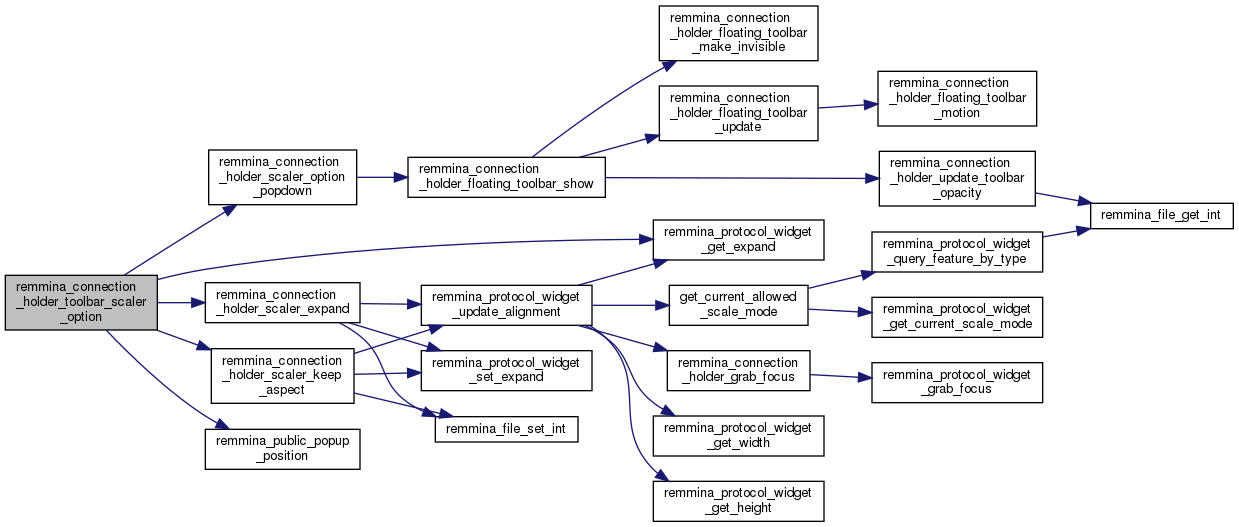 remmina_connection
_holder_toolbar_scaler
_option
remmina_connection
_holder_scaler_option
_popdown
remmina_connection
_holder_scaler_expand
remmina_connection
_holder_scaler_keep
_aspect
remmina_public_popup
_position
remmina_connection
_holder_floating_toolbar_show
remmina_protocol_widget
_update_alignment
remmina_protocol_widget
_set_expand
remmina_file_set_int
remmina_connection
_holder_floating_toolbar
_make_invisible
remmina_connection
_holder_floating_toolbar
_update
remmina_protocol_widget
_get_expand
get_current_allowed
_scale_mode
remmina_connection
_holder_grab_focus
remmina_protocol_widget
_get_width
remmina_protocol_widget
_get_height
remmina_connection
_holder_floating_toolbar
_motion
remmina_connection
_holder_update_toolbar
_opacity
remmina_protocol_widget
_query_feature_by_type
remmina_protocol_widget
_get_current_scale_mode
remmina_protocol_widget
_grab_focus
remmina_file_get_int